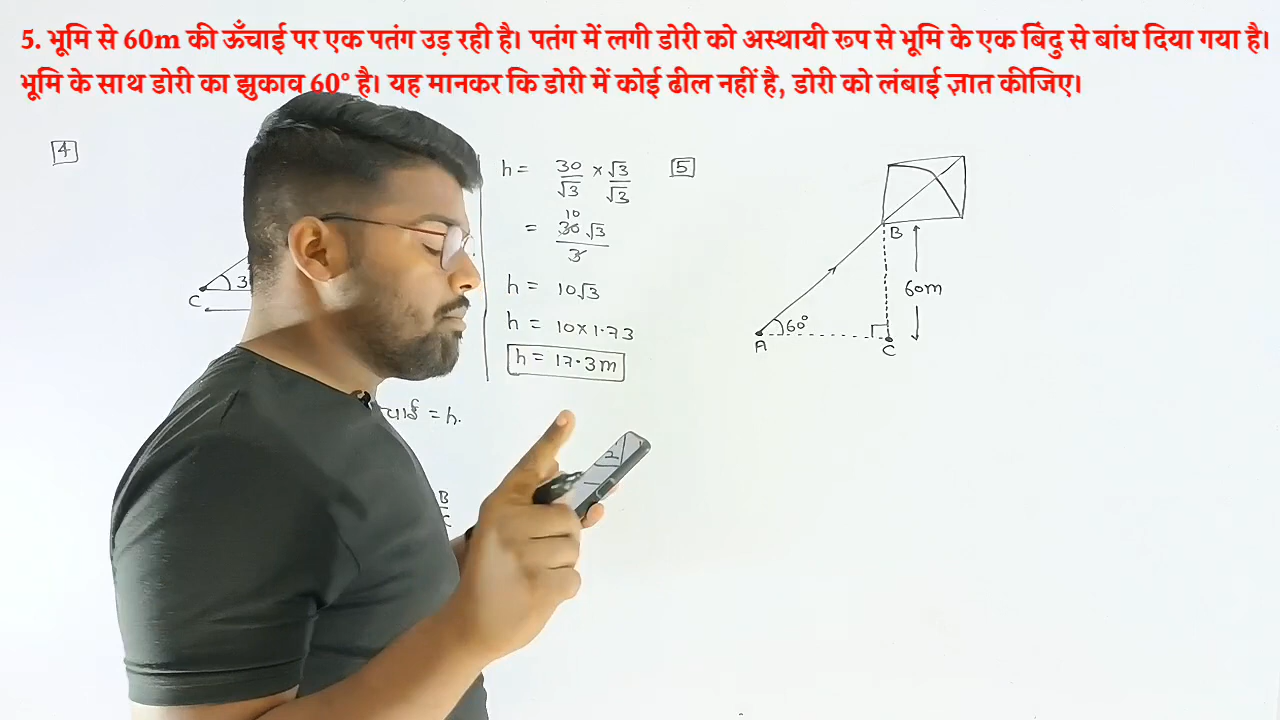 5. भूमि से 60m की ऊँचाई पर एक पतंग उड़ रही है। पतंग में लगी डोरी को अस्थायी रूप से भूमि के एक बिंदु से बांध दिया गया है।
भूमि के साथ डोरी का झुकाव 60° है। यह मानकर कि डोरी में कोई ढील नहीं है, डोरी को लंबाई ज्ञात कीजिए।
4
C
h = 30/√3 × √3/√3
= 10
30√3/3
h = 10√3
h = 10×1.73
h = 17.3m
= h.
B
C
5
B
60m
60°
A
C